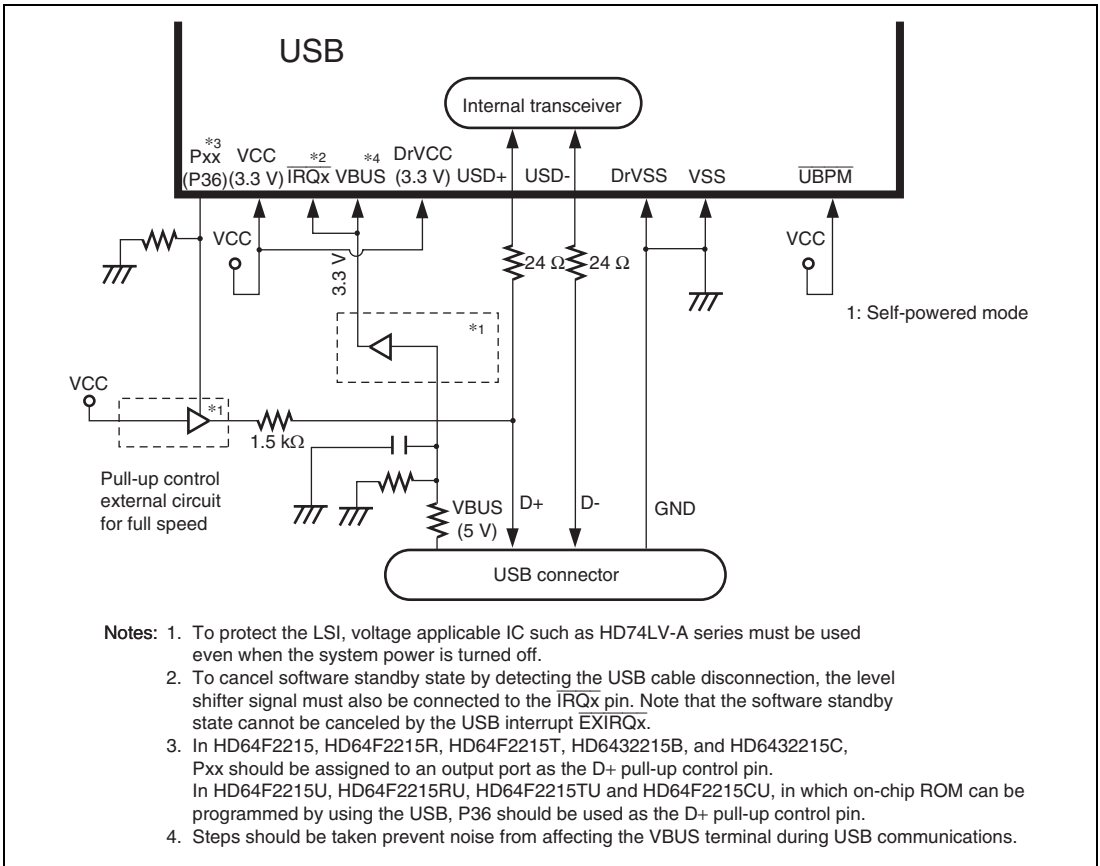 USB
Internal transceiver
*3 *2 *4
Pxx VCC DrVCC
(P36) (3.3 V) IRQx VBUS (3.3 V) USD+ USD- DrVSS VSS UBPM
VCC
VCC
3.3 V
24 Ω 24 Ω
1: Self-powered mode
*1
VCC
*1
1.5 kΩ
Pull-up control
external circuit
for full speed
VBUS
(5 V)
D+
D-
GND
USB connector
Notes: 1. To protect the LSI, voltage applicable IC such as HD74LV-A series must be used
even when the system power is turned off.
2. To cancel software standby state by detecting the USB cable disconnection, the level
shifter signal must also be connected to the IRQx pin. Note that the software standby
state cannot be canceled by the USB interrupt EXIRQx.
3. In HD64F2215, HD64F2215R, HD64F2215T, HD6432215B, and HD6432215C,
Pxx should be assigned to an output port as the D+ pull-up control pin.
In HD64F2215U, HD64F2215RU, HD64F2215TU and HD64F2215CU, in which on-chip ROM can be
programmed by using the USB, P36 should be used as the D+ pull-up control pin.
4. Steps should be taken prevent noise from affecting the VBUS terminal during USB communications.